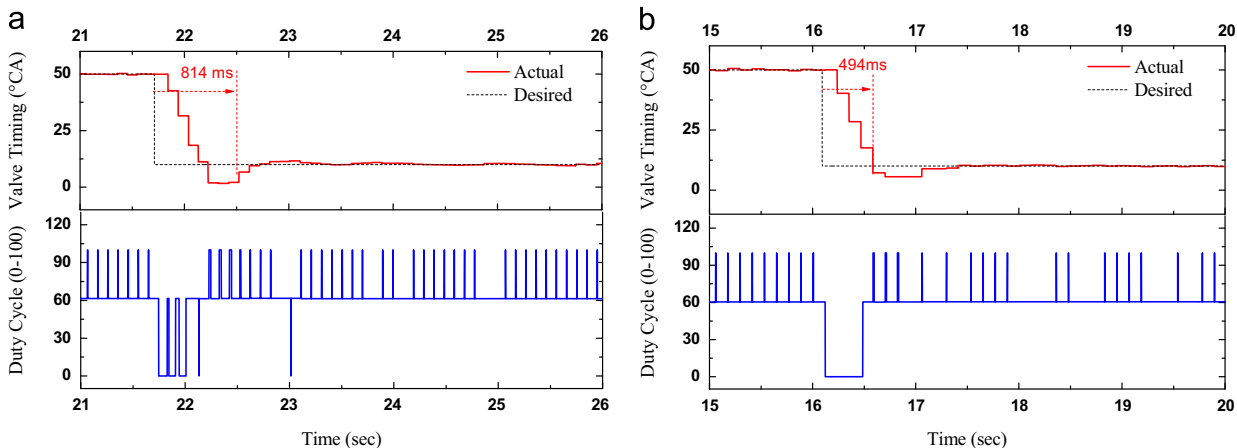 a
21 22 23 24 25 26
50
25
0
Valve Timing (°CA)
814 ms
Actual
Desired
120
90
60
30
0
Duty Cycle (0-100)
21 22 23 24 25 26
Time (sec)
b
15 16 17 18 19 20
50
25
0
Valve Timing (°CA)
494ms
Actual
Desired
120
90
60
30
0
Duty Cycle (0-100)
15 16 17 18 19 20
Time (sec)